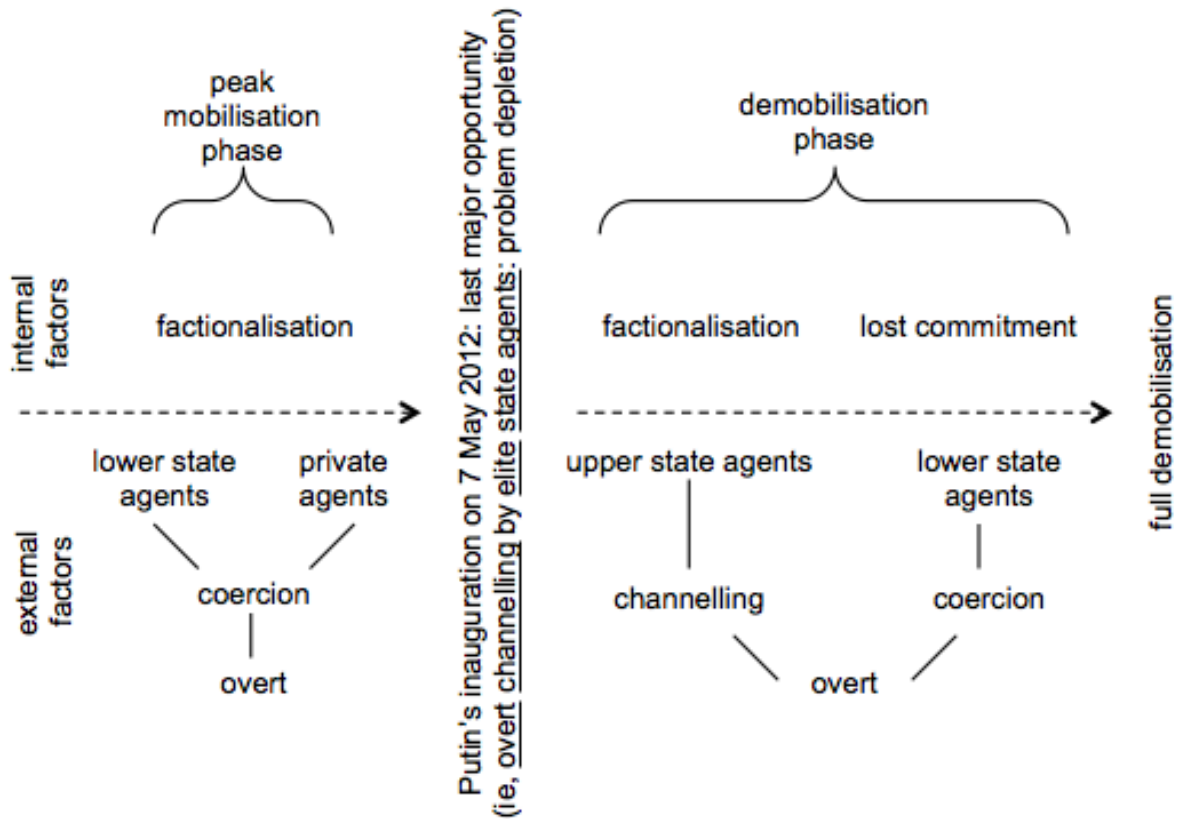 peak
mobilisation
phase
internal
factors
factionalisation
lower state
agents
private
agents
external
factors
coercion
overt
Putin's inauguration on 7 May 2012: last major opportunity
(ie, overt channelling by elite state agents: problem depletion)
demobilisation
phase
factionalisation
lost commitment
upper state agents
lower state
agents
channelling
coercion
overt
full demobilisation